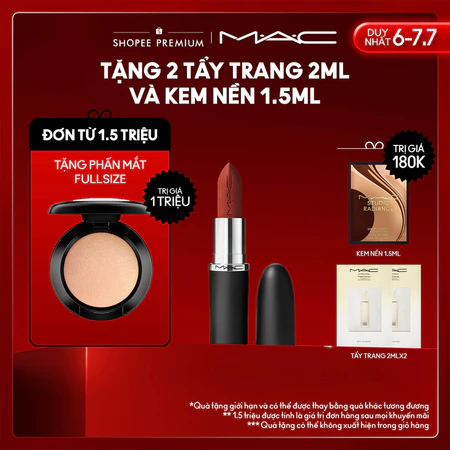 SHOPEE PREMIUM
M·A·C
DUY NHẤT 6-7.7
TẶNG 2 TẨY TRANG 2ML
VÀ KEM NỀN 1.5ML
ĐƠN TỪ 1.5 TRIỆU
TẶNG PHẤN MẮT
FULLSIZE
TRỊ GIÁ
1 TRIỆU
TRỊ GIÁ
180K
M·A·C
STUDIO
RADIANCE
KEM NỀN 1.5ML
MAC
TẨY TRANG 2MLX2
*Quà tặng giới hạn và có thể được thay bằng quà khác tương đương
** 1.5 triệu được tính là giá trị đơn hàng sau mọi khuyến mãi
*** Quà tặng có thể không xuất hiện trong giỏ hàng